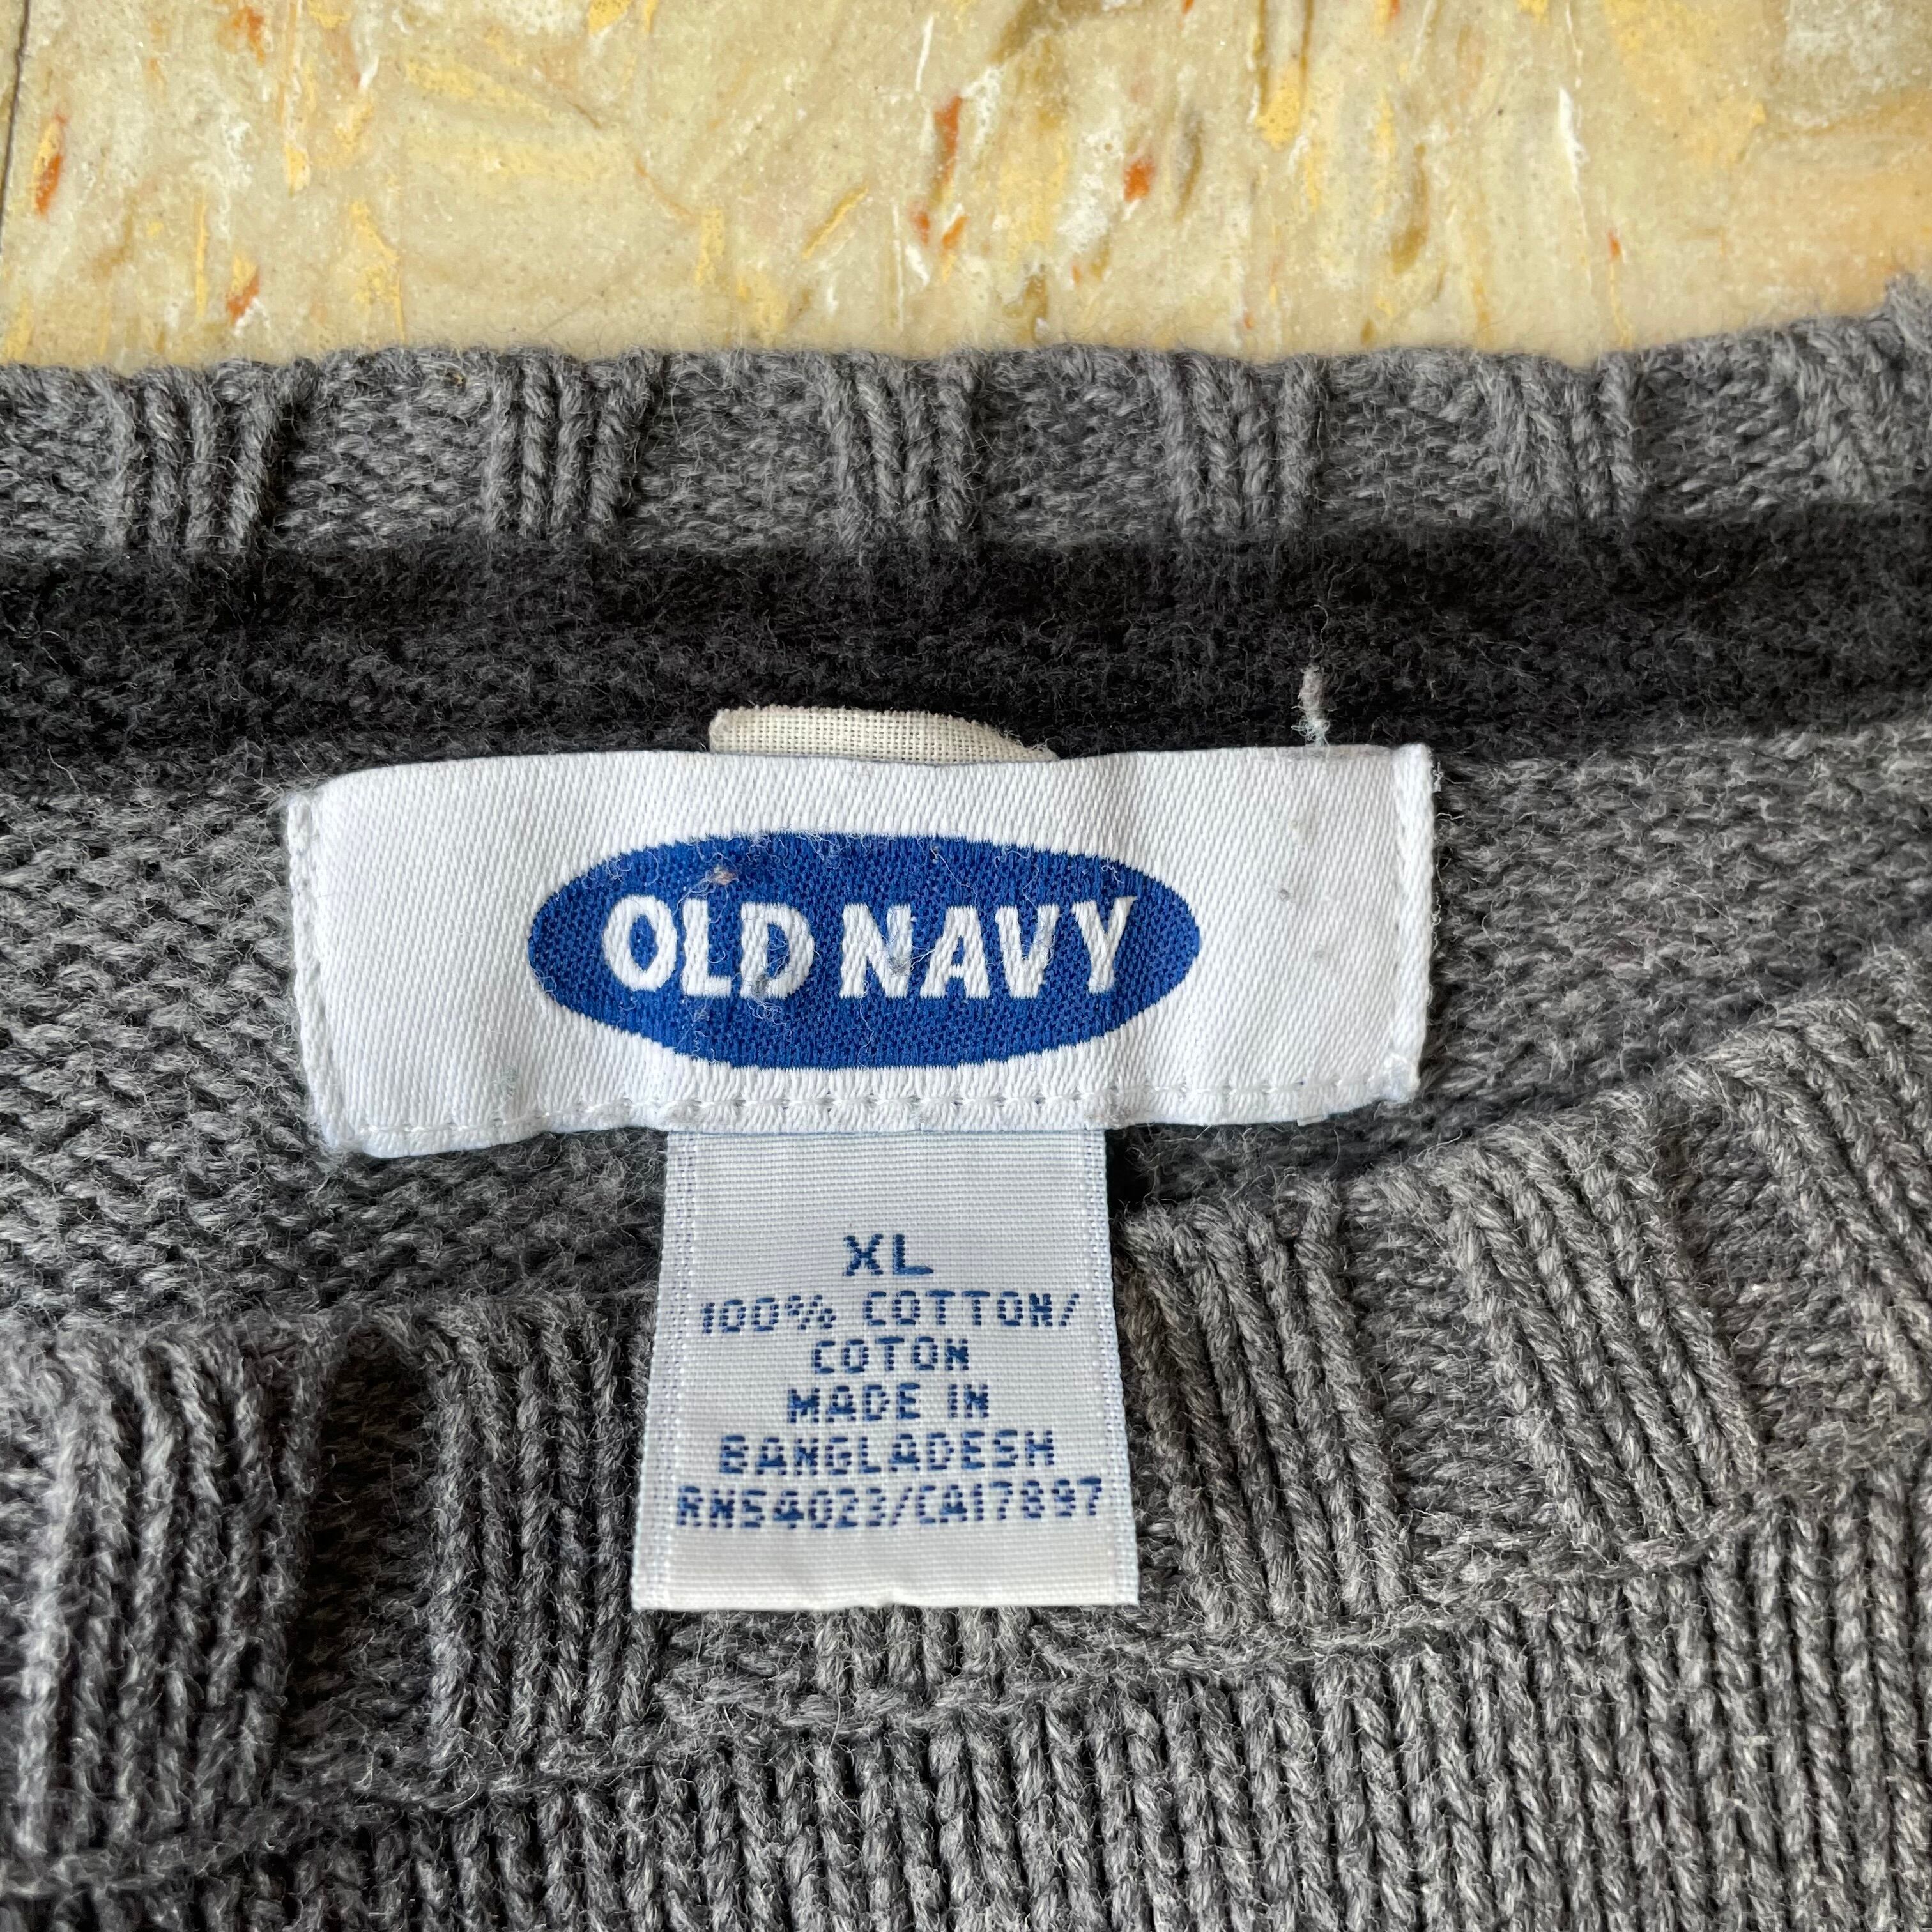 OLD NAVY
XL
100% COTTON/
COTON
MADE IN
BANGLADESH
RN54023/CA17897